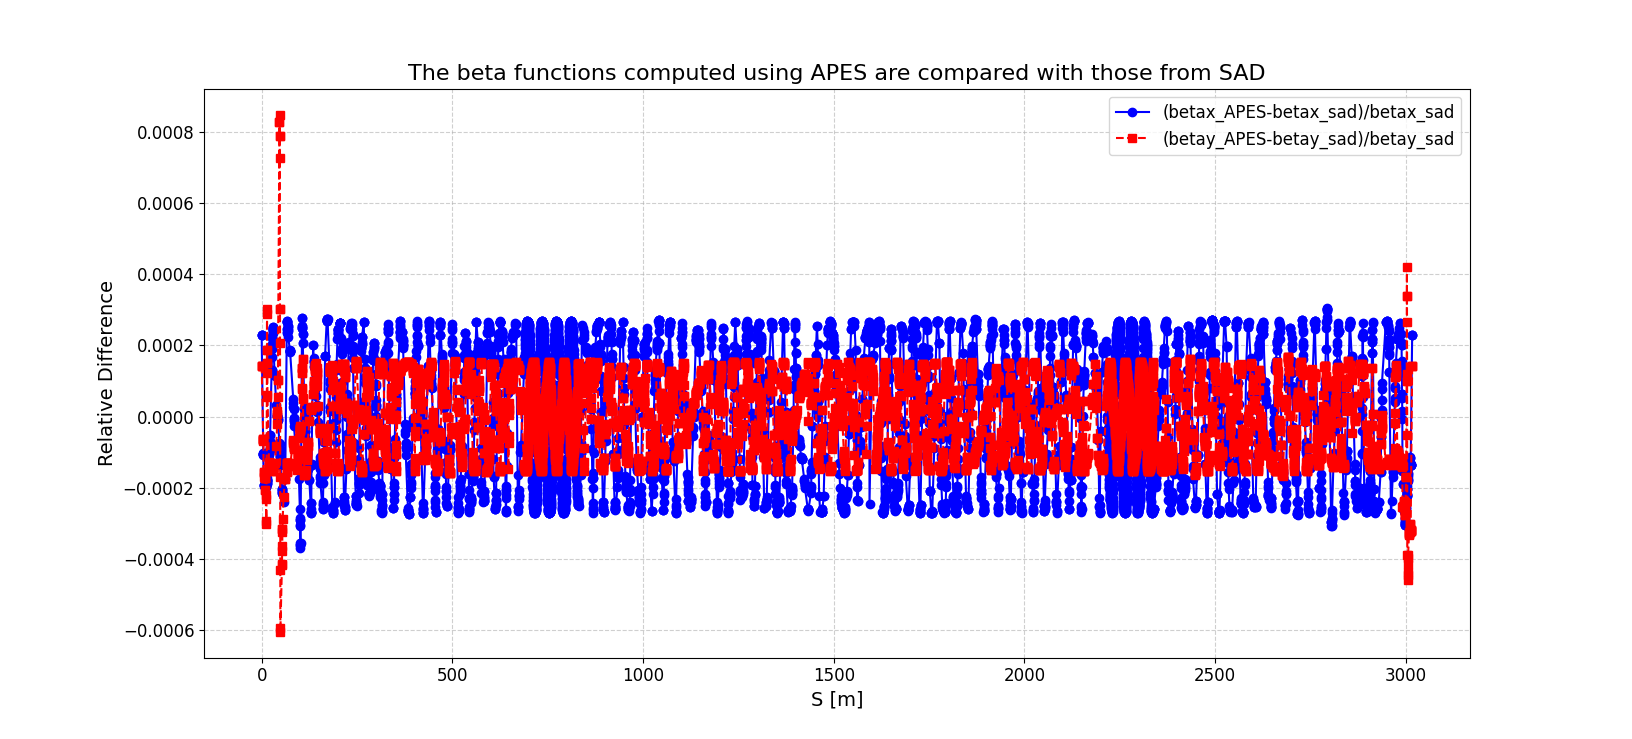 The beta functions computed using APES are compared with those from SAD
(betax_APES-betax_sad)/betax_sad
(betay_APES-betay_sad)/betay_sad
0.0008
0.0006
0.0004
0.0002
0.0000
−0.0002
−0.0004
−0.0006
Relative Difference
0 500 1000 1500 2000 2500 3000
S [m]